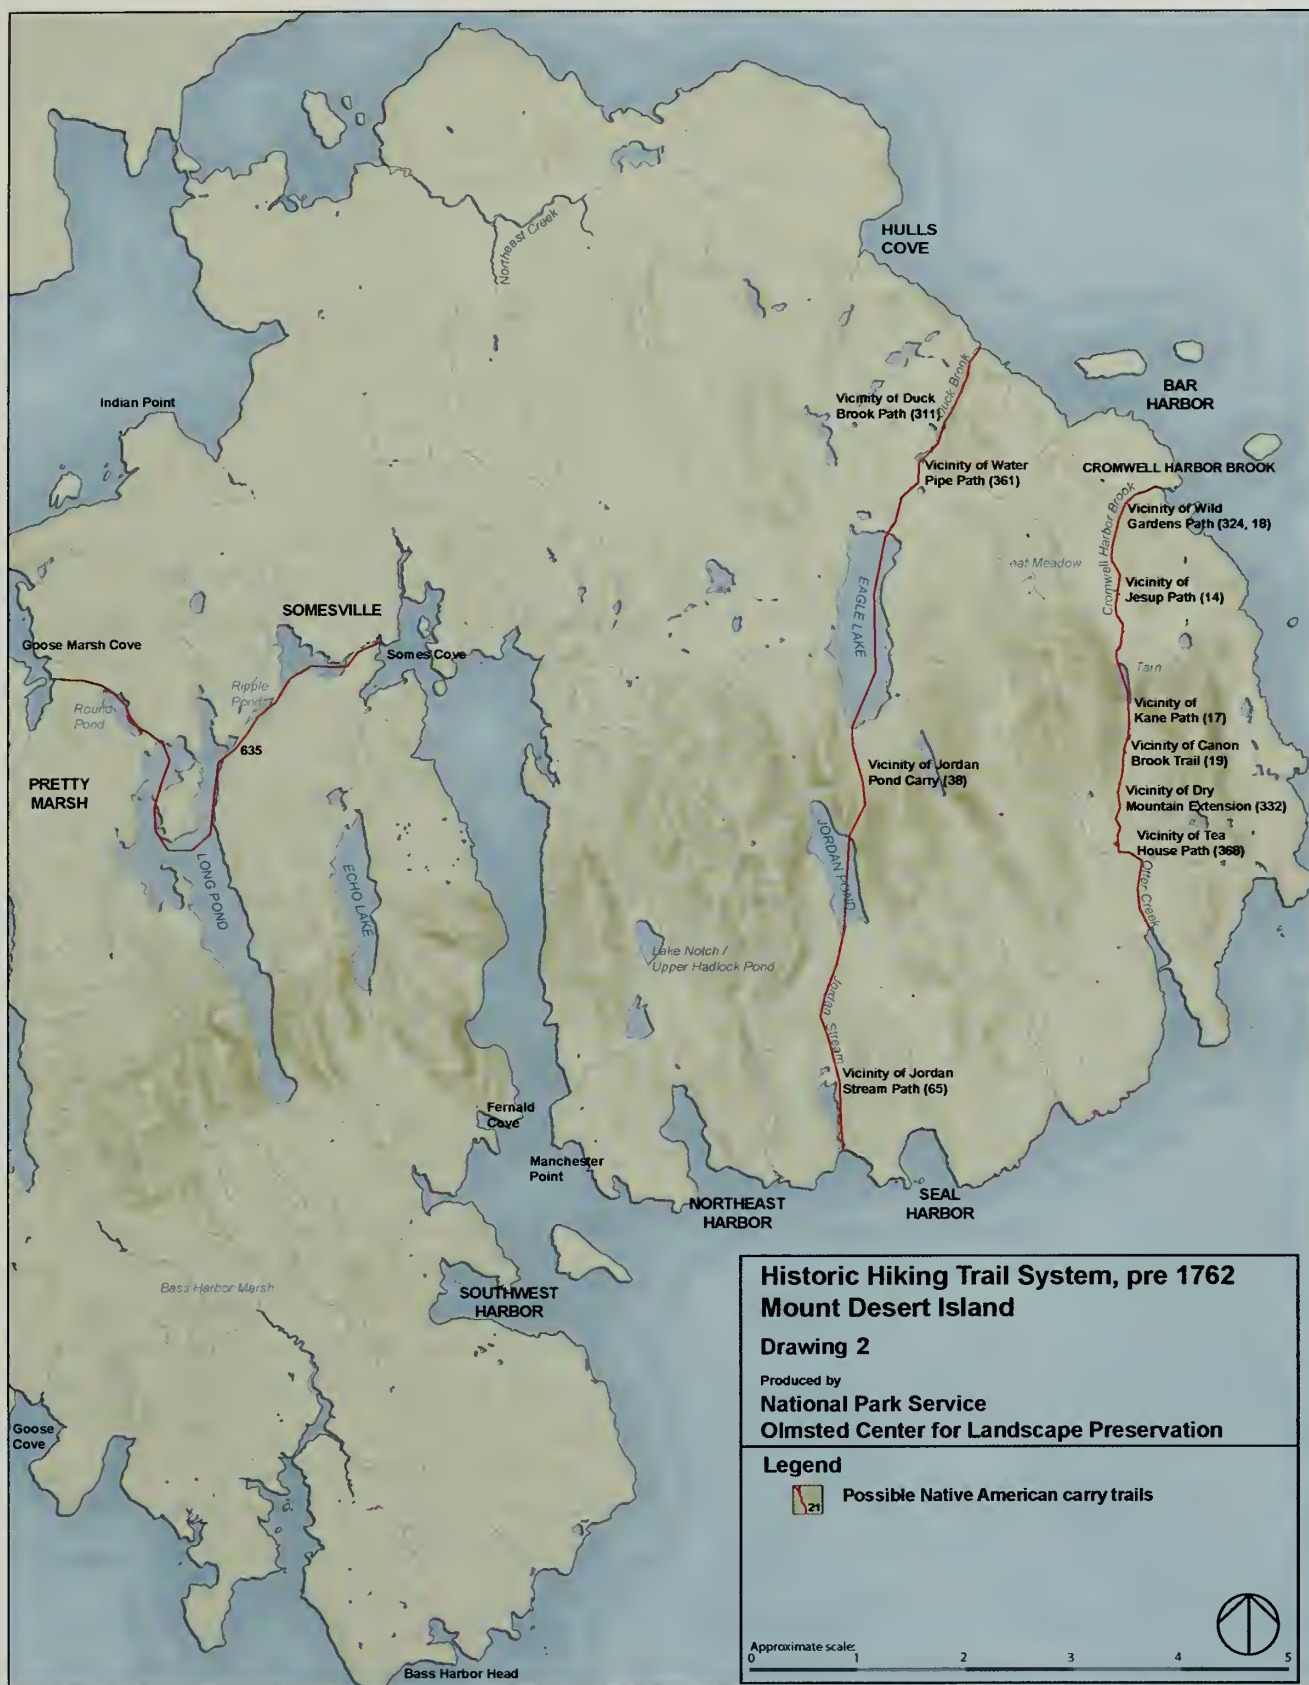 Northeast Creek
HULLS
COVE
Indian Point
BAR
HARBOR
Vicinity of Duck
Brook Path (311)
Duck Brook
Vicinity of Water
Pipe Path (361)
CROMWELL HARBOR BROOK
Cromwell Harbor Brook
Vicinity of Wild
Gardens Path (324, 18)
eat Meadow
Vicinity of
Jesup Path (14)
EAGLE LAKE
SOMESVILLE
Goose Marsh Cove
Somes Cove
Ripple
Pond
Round
Pond
635
Tarn
Vicinity of
Kane Path (17)
Vicinity of Canon
Brook Trail (19)
Vicinity of Jordan
Pond Carry (38)
PRETTY
MARSH
Vicinity of Dry
Mountain Extension (332)
Vicinity of Tea
House Path (368)
JORDAN POND
LONG POND
ECHO LAKE
Otter Creek
Lake Notch /
Upper Hadlock Pond
Jordan Stream
Vicinity of Jordan
Stream Path (65)
Fernald
Cove
Manchester
Point
NORTHEAST
HARBOR
SEAL
HARBOR
Bass Harbor Marsh
SOUTHWEST
HARBOR
Goose
Cove
Bass Harbor Head
Historic Hiking Trail System, pre 1762
Mount Desert Island
Drawing 2
Produced by
National Park Service
Olmsted Center for Landscape Preservation
Legend
21
Possible Native American carry trails
Approximate scale:
0 1 2 3 4 5